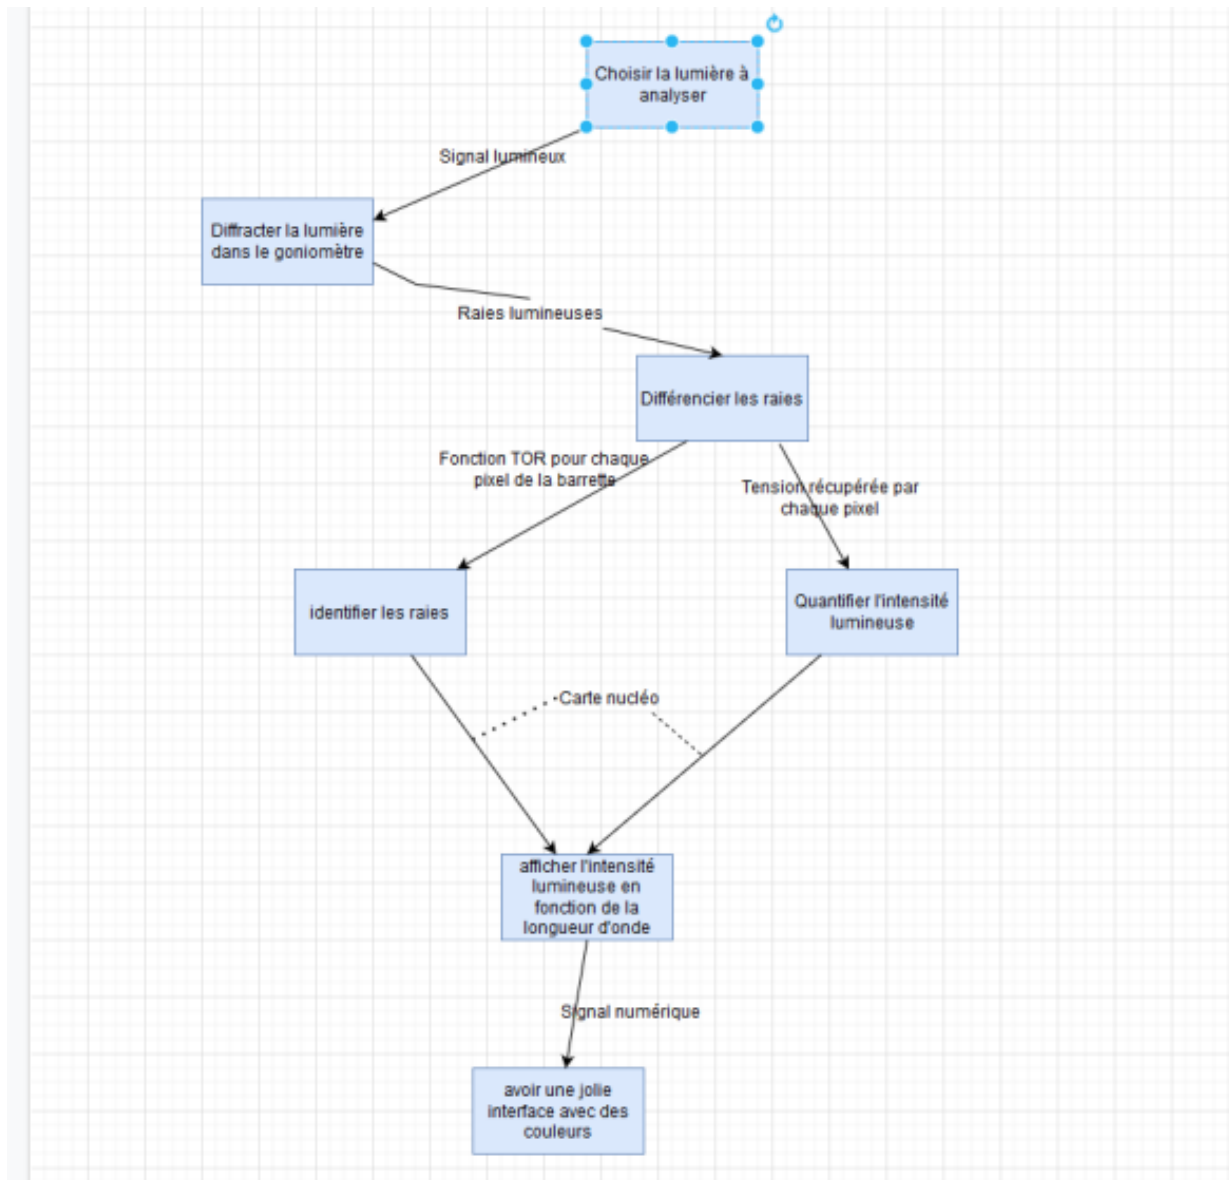 Choisir la lumière à
analyser
Signal lumineux
Diffracter la lumière
dans le goniomètre
Raies lumineuses
Différencier les raies
Fonction TOR pour chaque
pixel de la barrette
Tension récupérée par
chaque pixel
identifier les raies
Quantifier l'intensité
lumineuse
Carte nucléo
afficher l'intensité
lumineuse en
fonction de la
longueur d'onde
Signal numérique
avoir une jolie
interface avec des
couleurs